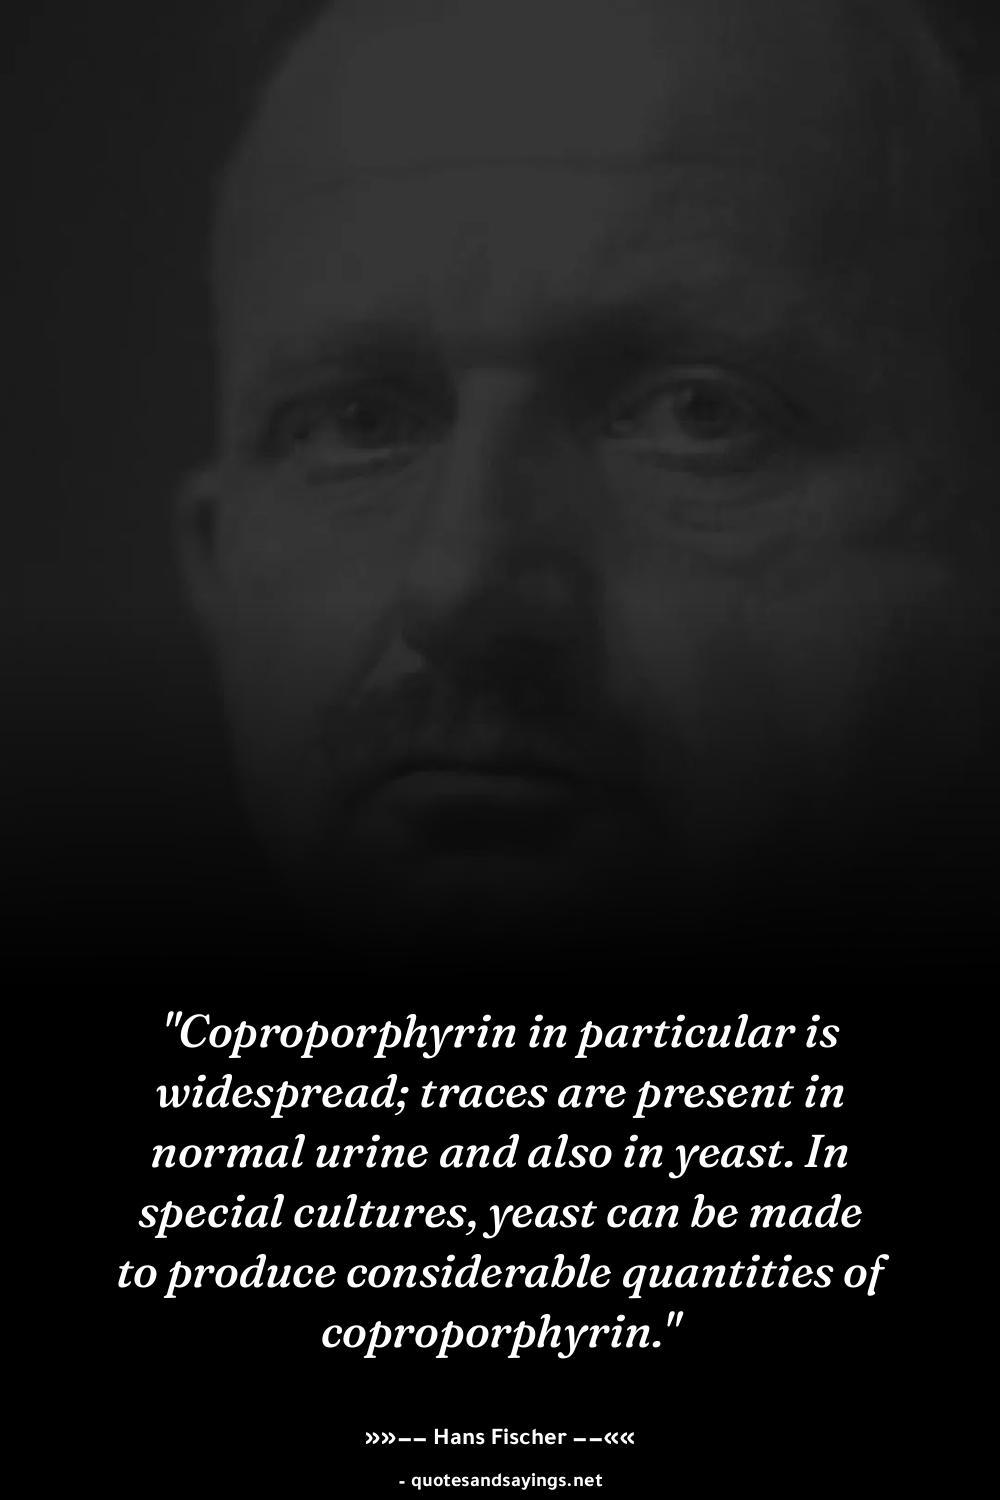 "Coproporphyrin in particular is
widespread; traces are present in
normal urine and also in yeast. In
special cultures, yeast can be made
to produce considerable quantities of
coproporphyrin."
»»–– Hans Fischer ––««
- quotesandsayings.net